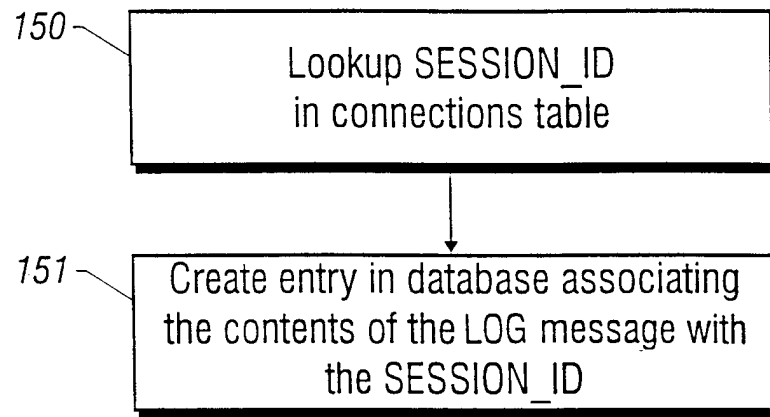 150
Lookup SESSION_ID
in connections table
151
Create entry in database associating
the contents of the LOG message with
the SESSION_ID